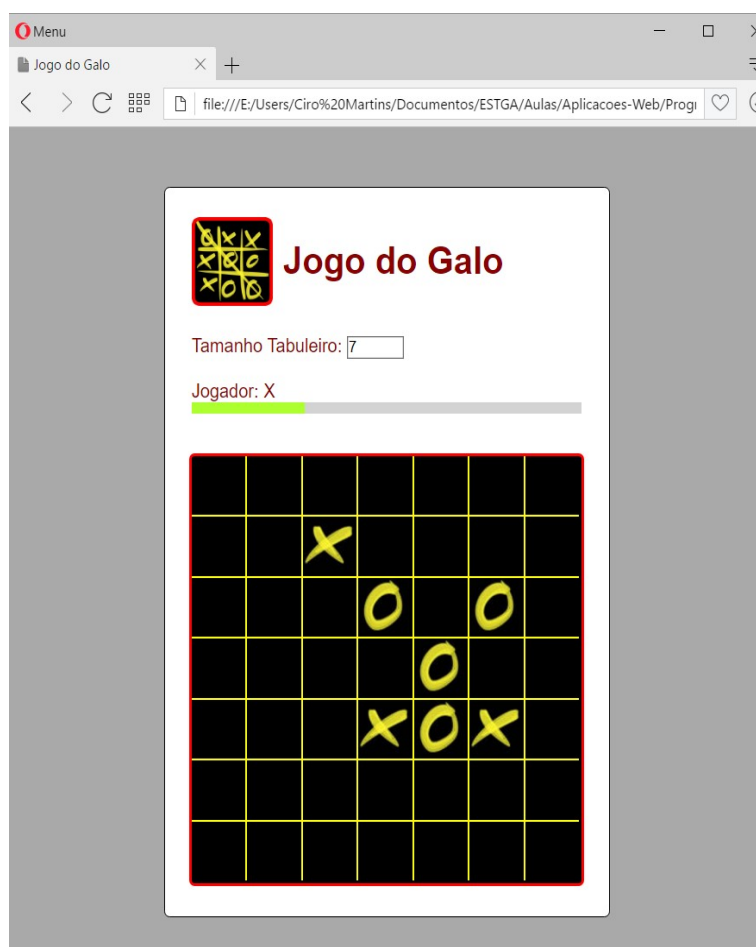 Menu
Jogo do Galo
file:///E:/Users/Ciro%20Martins/Documentos/ESTGA/Aulas/Aplicacoes-Web/Progr
O X X
X O O
X O O
Jogo do Galo
Tamanho Tabuleiro: 7
Jogador: X
X
O O
O
X O X